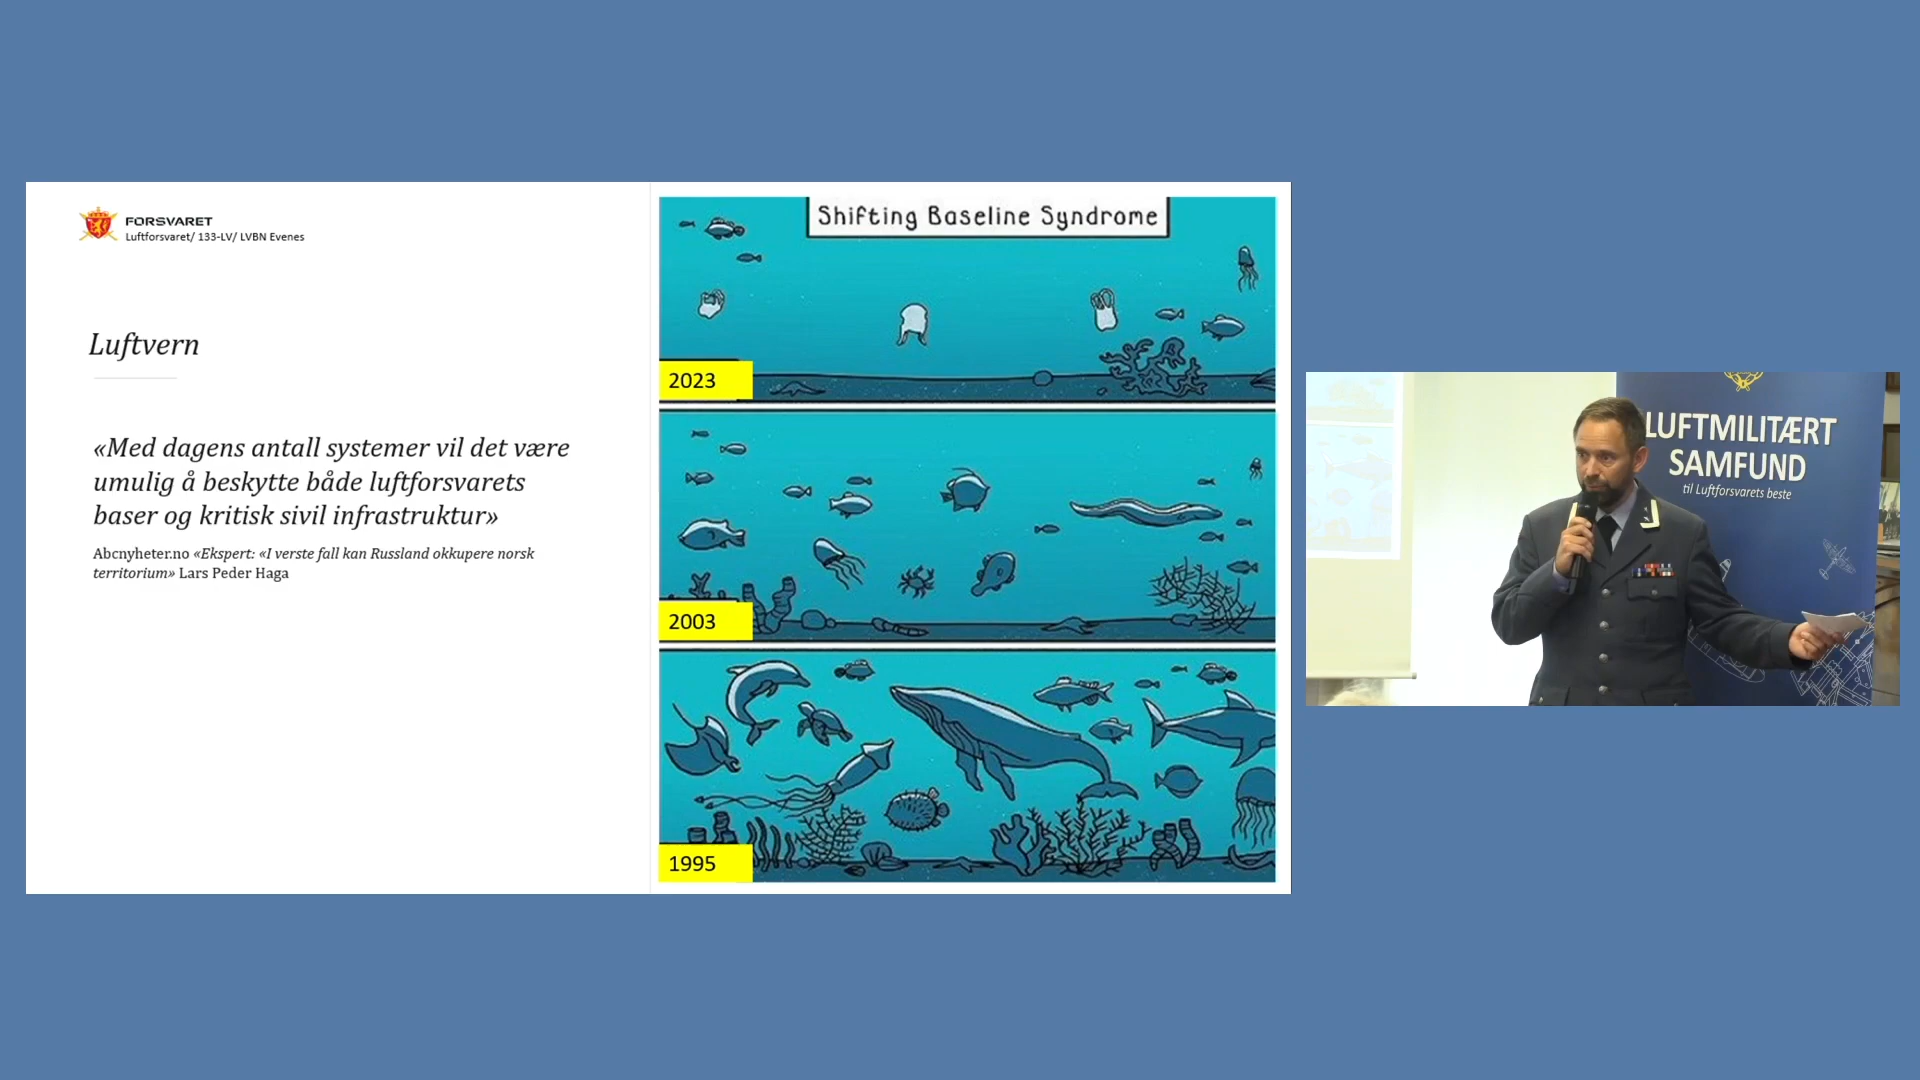 FORSVARET
Luftforsvaret/ 133-LV/ LVBN Evenes
Luftvern
«Med dagens antall systemer vil det være
umulig å beskytte både luftforsvarets
baser og kritisk sivil infrastruktur»
Abcnyheter.no «Ekspert: «I verste fall kan Russland okkupere norsk
territorium» Lars Peder Haga
Shifting Baseline Syndrome
2023
2003
1995
LUFTMILITÆRT
SAMFUND
til Luftforsvarets beste